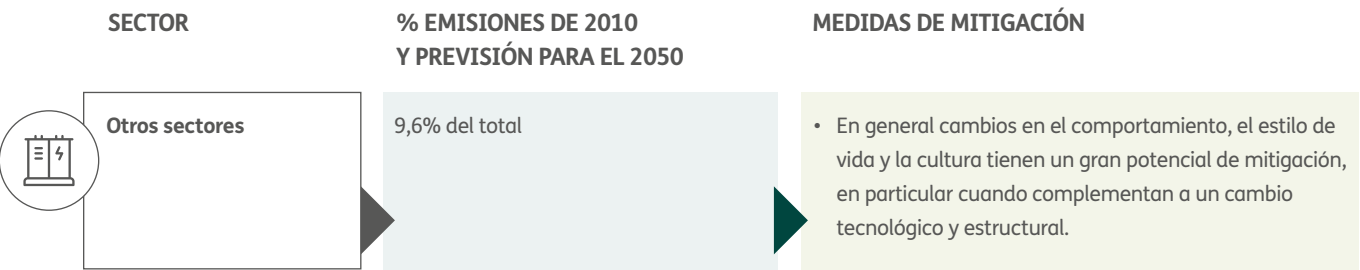 SECTOR
% EMISIONES DE 2010
Y PREVISIÓN PARA EL 2050
MEDIDAS DE MITIGACIÓN
Otros sectores
9,6% del total
• En general cambios en el comportamiento, el estilo de
vida y la cultura tienen un gran potencial de mitigación,
en particular cuando complementan a un cambio
tecnológico y estructural.